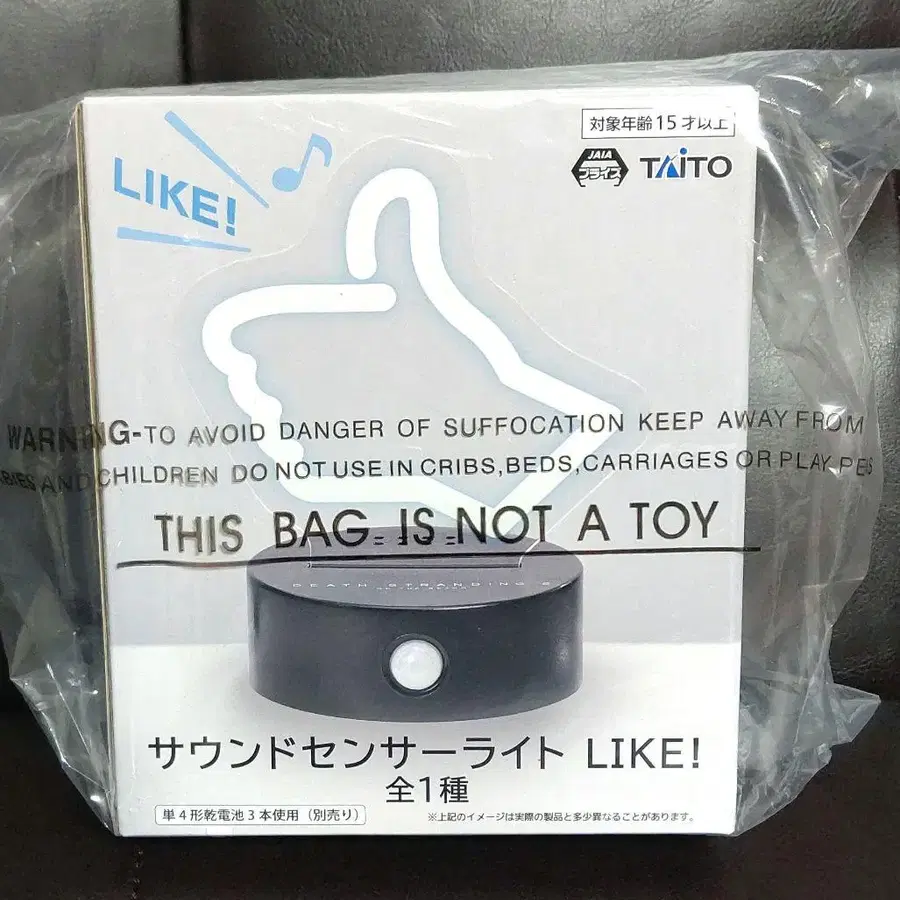 対象年齢15才以上
JAIA
プライズ
TAITO
LIKE!
WARNING-TO AVOID DANGER OF SUFFOCATION KEEP AWAY FROM
BIES AND CHILDREN DO NOT USE IN CRIBS,BEDS,CARRIAGES OR PLAY PE
THIS BAG IS NOT A TOY
DEATH STRANDING 2
サウンドセンサーライト LIKE!
全1種
単4形乾電池3本使用（別売り）
※上記のイメージは実際の製品と多少異なることがあります。